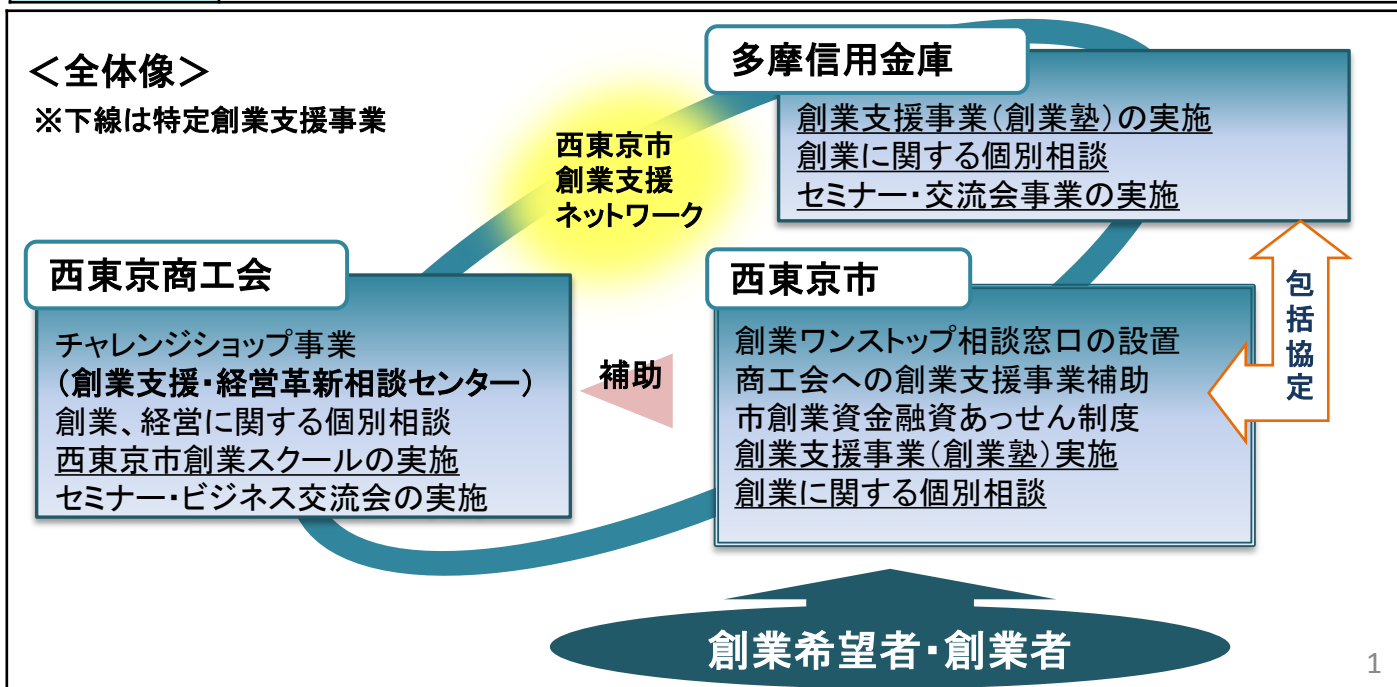 ＜全体像＞
※下線は特定創業支援事業
西東京市
創業支援
ネットワーク
多摩信用金庫
創業支援事業（創業塾）の実施
創業に関する個別相談
セミナー・交流会事業の実施
西東京商工会
チャレンジショップ事業
（創業支援・経営革新相談センター）
創業、経営に関する個別相談
西東京市創業スクールの実施
セミナー・ビジネス交流会の実施
補助
西東京市
創業ワンストップ相談窓口の設置
商工会への創業支援事業補助
市創業資金融資あっせん制度
創業支援事業（創業塾）実施
創業に関する個別相談
包括協定
創業希望者・創業者
1